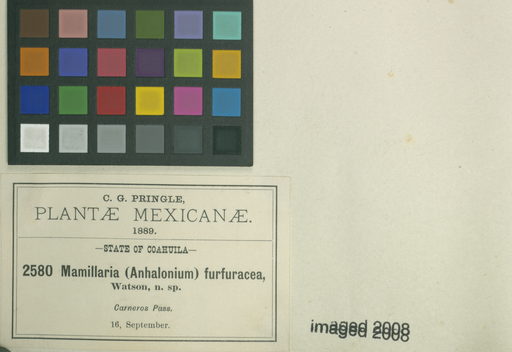 C. G. PRINGLE,
PLANTÆ MEXICANÆ.
1889.
—STATE OF COAHUILA—
2580 Mamillaria (Anhalonium) furfuracea,
Watson, n. sp.
Carneros Pass.
16, September.
imaged 2008